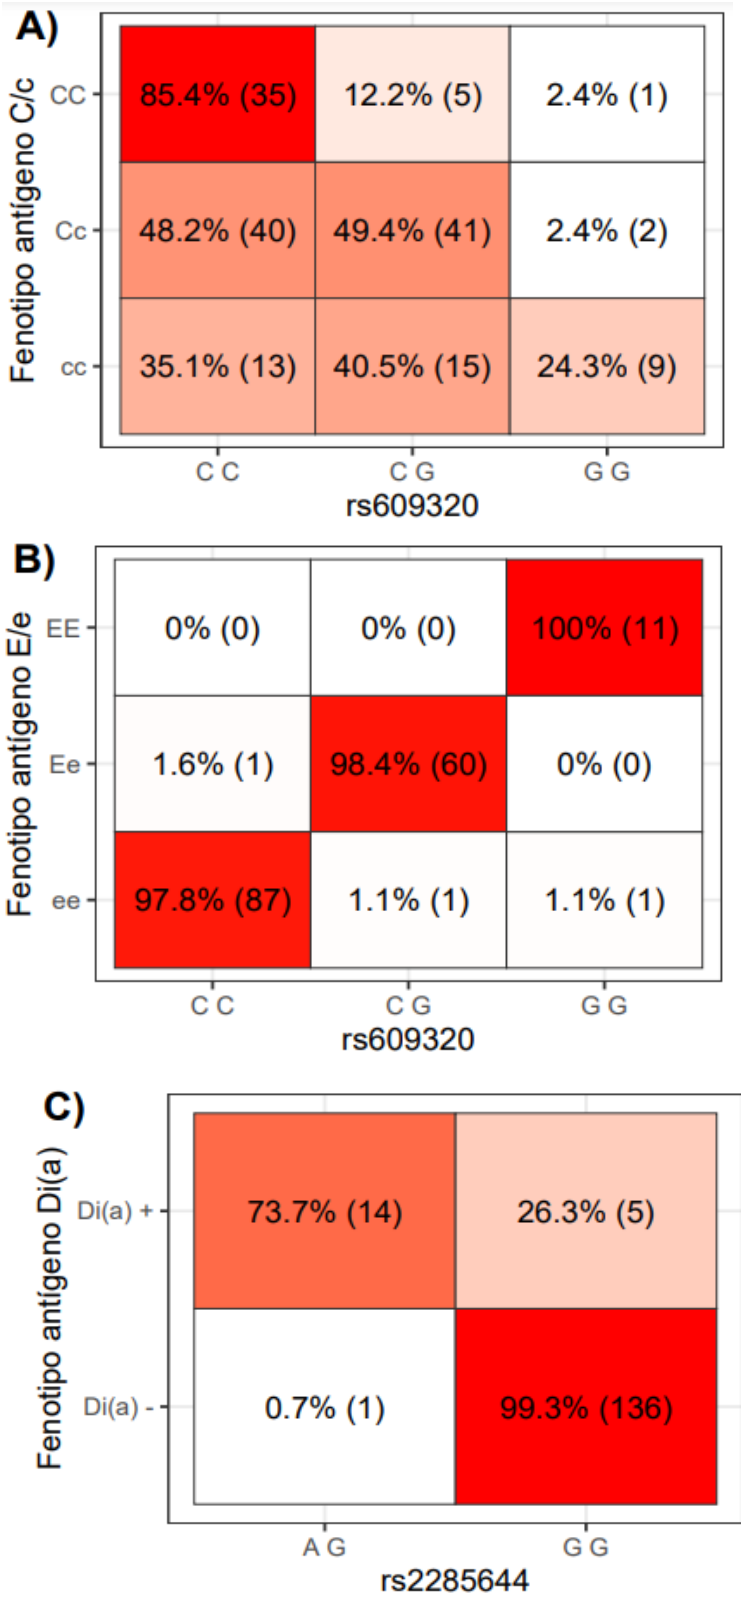 A)
Fenotipo antígeno C/c
CC
85.4% (35) 12.2% (5) 2.4% (1)
Cc
48.2% (40) 49.4% (41) 2.4% (2)
cc
35.1% (13) 40.5% (15) 24.3% (9)
C C C G G G
rs609320
B)
Fenotipo antígeno E/e
EE
0% (0) 0% (0) 100% (11)
Ee
1.6% (1) 98.4% (60) 0% (0)
ee
97.8% (87) 1.1% (1) 1.1% (1)
C C C G G G
rs609320
C)
Fenotipo antígeno Di(a)
Di(a) +
73.7% (14) 26.3% (5)
Di(a) -
0.7% (1) 99.3% (136)
A G G G
rs2285644